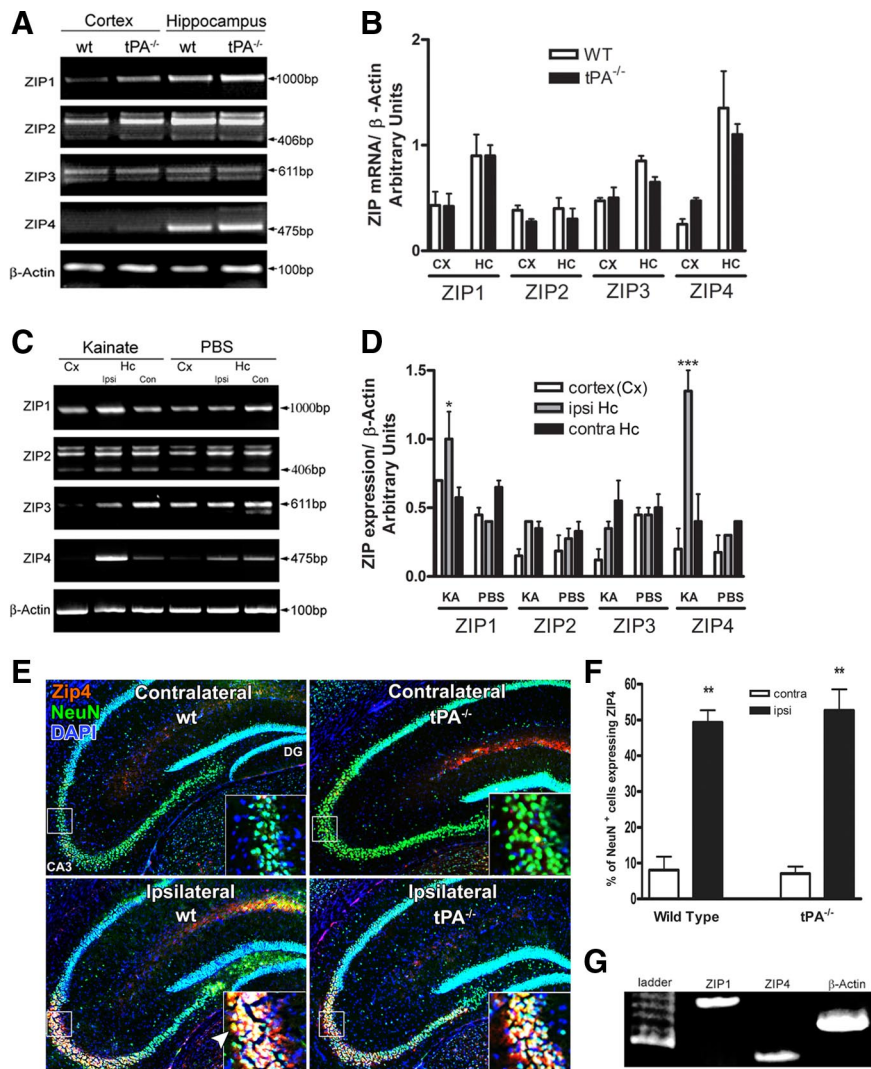 A
Cortex Hippocampus
wt tPA-/- wt tPA-/-
ZIP1 1000bp
ZIP2 406bp
ZIP3 611bp
ZIP4 475bp
β-Actin 100bp
B
ZIP mRNA/ β-Actin
Arbitrary Units
2
1
0
WT
tPA-/-
CX HC CX HC CX HC CX HC
ZIP1 ZIP2 ZIP3 ZIP4
C
Kainate PBS
Cx Hc Cx Hc
Ipsi Con Ipsi Con
ZIP1 1000bp
ZIP2 406bp
ZIP3 611bp
ZIP4 475bp
β-Actin 100bp
D
ZIP expression/ β-Actin
Arbitrary Units
1.5
1.0
0.5
0.0
cortex (Cx)
ipsi Hc
contra Hc
*
***
KA PBS KA PBS KA PBS KA PBS
ZIP1 ZIP2 ZIP3 ZIP4
E
Zip4
NeuN
DAPI
Contralateral
wt
DG
CA3
Contralateral
tPA-/-
Ipsilateral
wt
Ipsilateral
tPA-/-
F
% of NeuN+ cells expressing ZIP4
60
50
40
30
20
10
0
contra
ipsi
**
**
Wild Type tPA-/-
G
ladder ZIP1 ZIP4 β-Actin